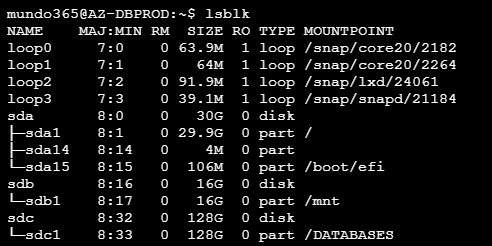 mundo365@AZ-DBPROD:~$ lsblk
NAME    MAJ:MIN RM  SIZE RO TYPE MOUNTPOINT
loop0     7:0    0 63.9M  1 loop /snap/core20/2182
loop1     7:1    0   64M  1 loop /snap/core20/2264
loop2     7:2    0 91.9M  1 loop /snap/lxd/24061
loop3     7:3    0 39.1M  1 loop /snap/snapd/21184
sda       8:0    0   30G  0 disk
├─sda1    8:1    0 29.9G  0 part /
├─sda14   8:14   0    4M  0 part
└─sda15   8:15   0  106M  0 part /boot/efi
sdb       8:16   0   16G  0 disk
└─sdb1    8:17   0   16G  0 part /mnt
sdc       8:32   0  128G  0 disk
└─sdc1    8:33   0  128G  0 part /DATABASES